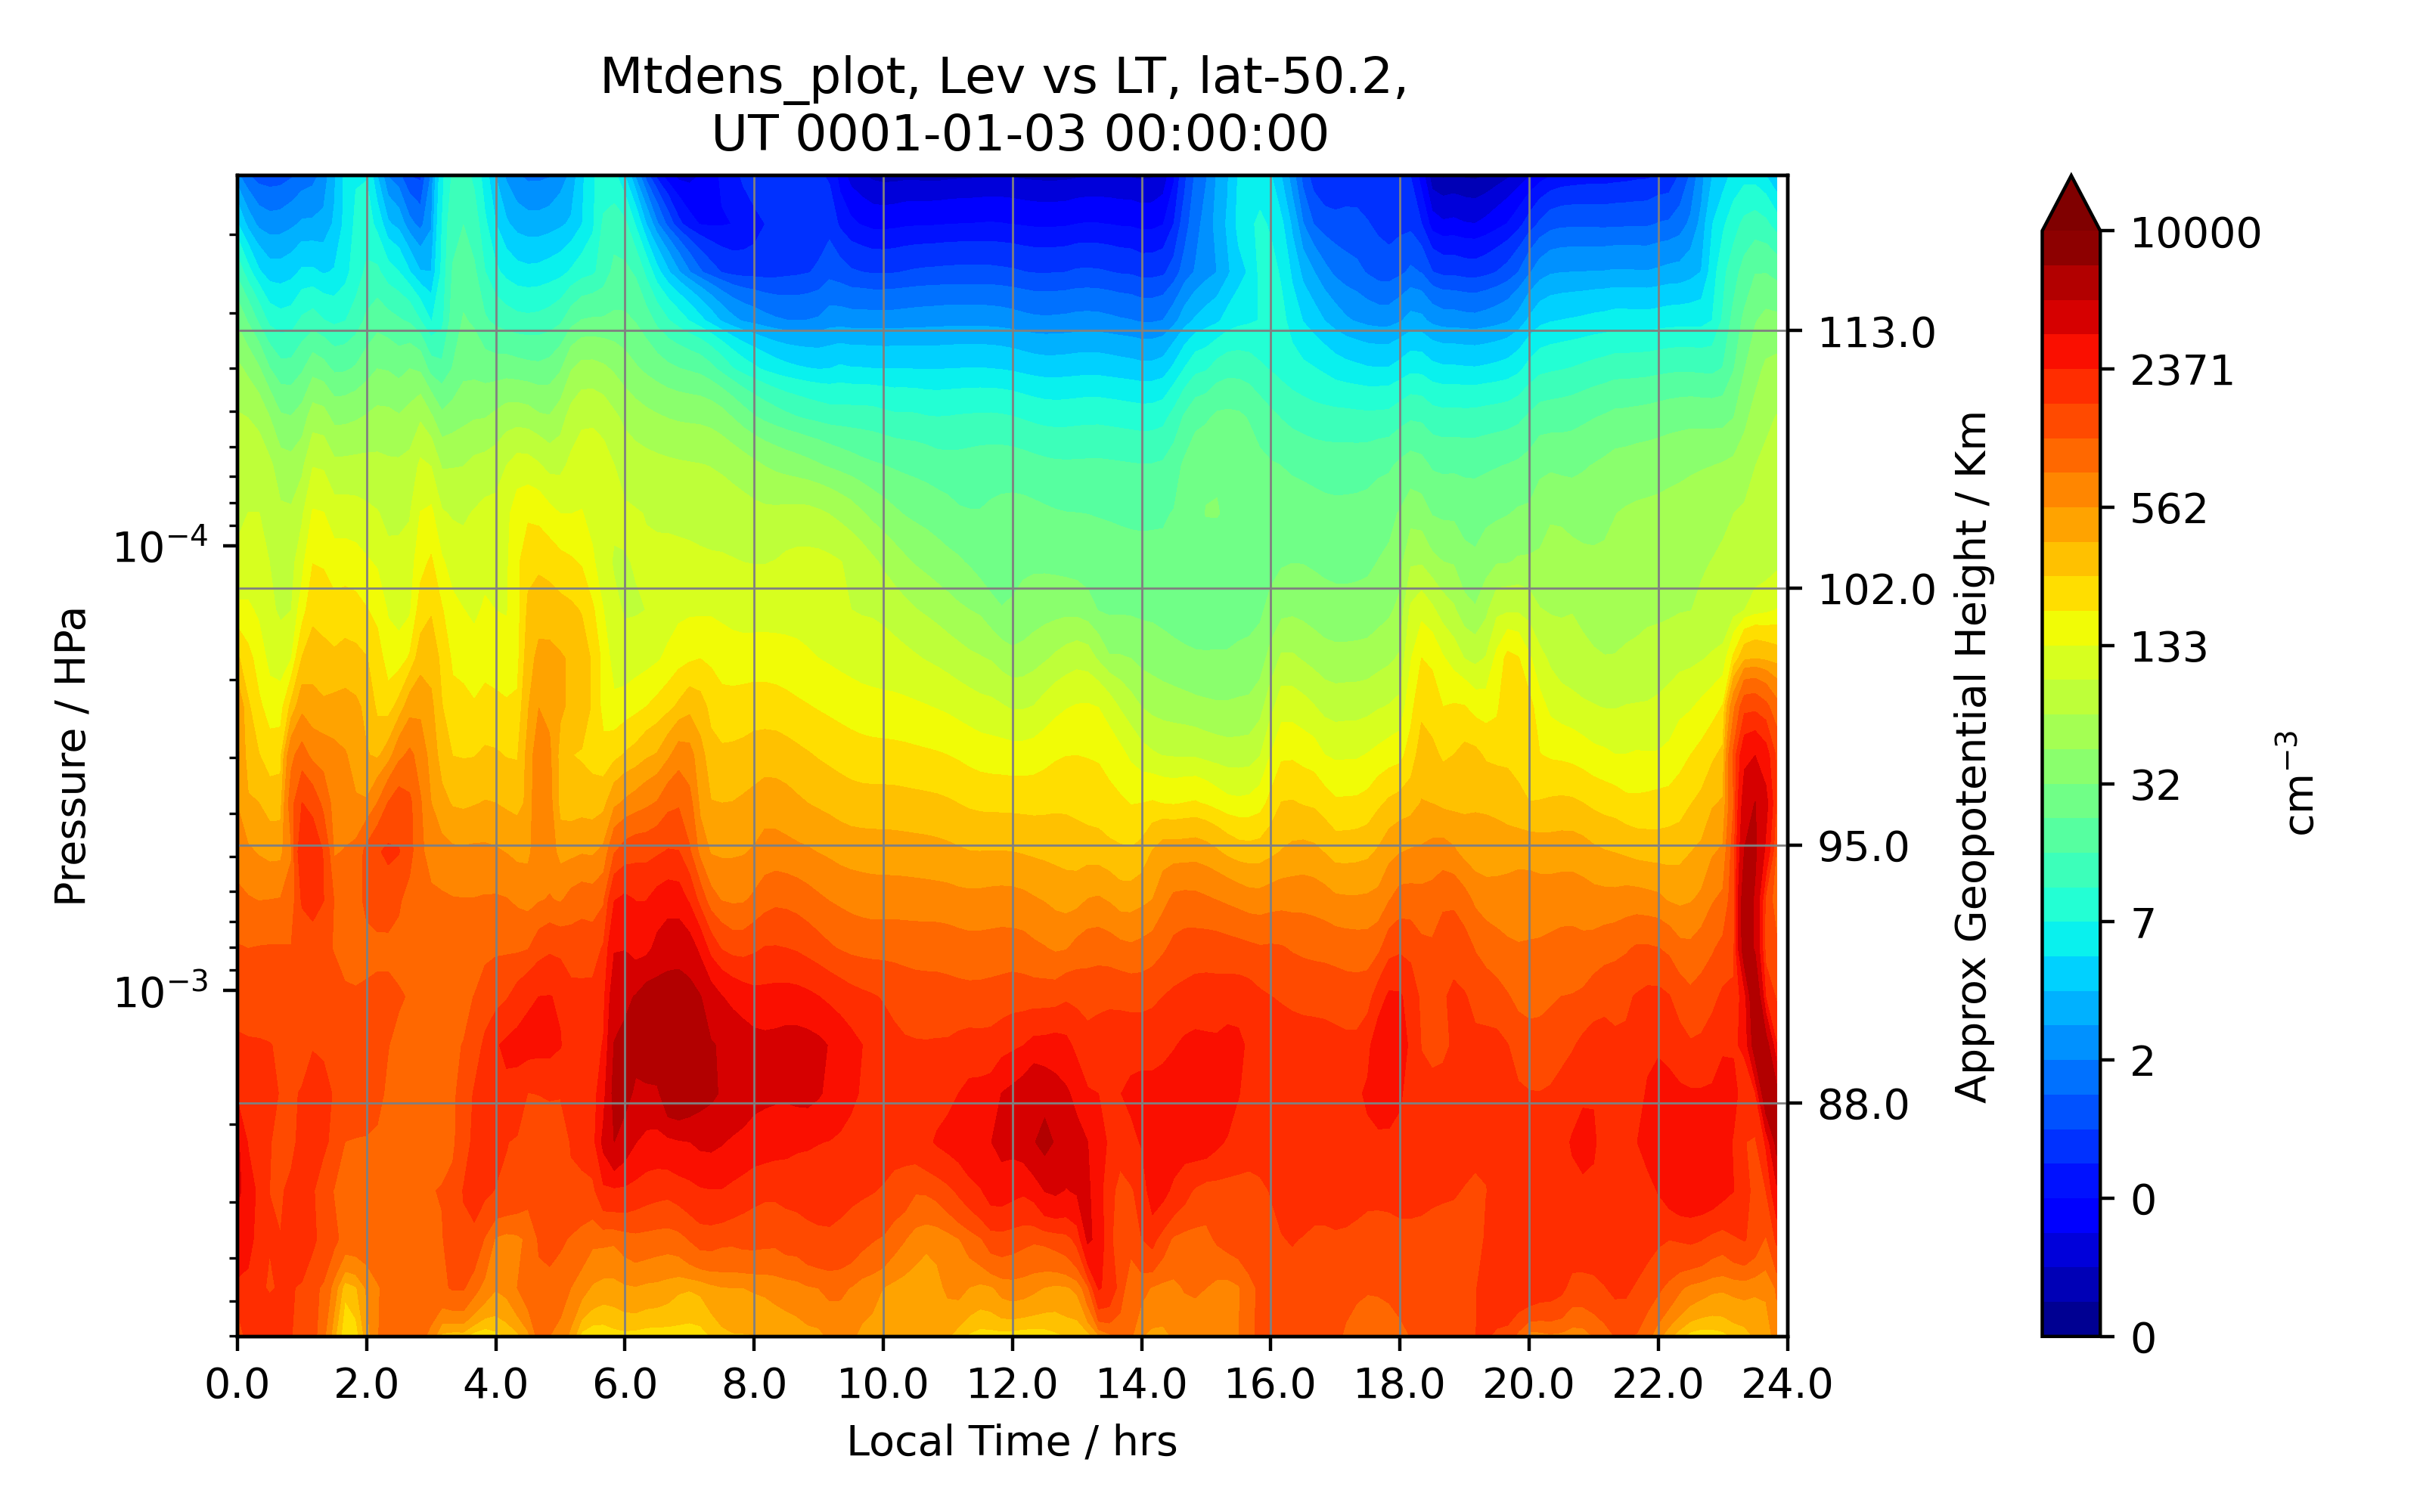 Mtdens_plot, Lev vs LT, lat-50.2,
UT 0001-01-03 00:00:00
Pressure / HPa
10⁻⁴
10⁻³
0.0 2.0 4.0 6.0 8.0 10.0 12.0 14.0 16.0 18.0 20.0 22.0 24.0
Local Time / hrs
113.0
102.0
95.0
88.0
Approx Geopotential Height / Km
10000
2371
562
133
32
7
2
0
0
cm⁻³